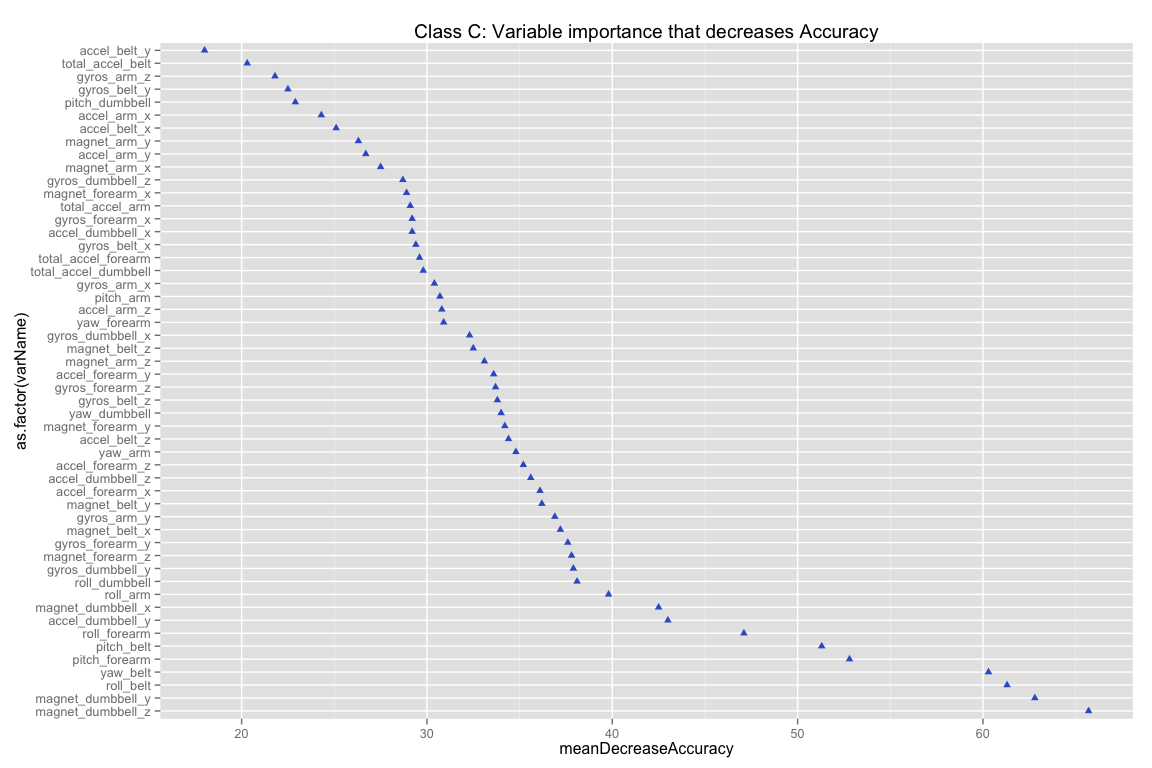 Class C: Variable importance that decreases Accuracy
as.factor(varName)
accel_belt_y
total_accel_belt
gyros_arm_z
gyros_belt_y
pitch_dumbbell
accel_arm_x
accel_belt_x
magnet_arm_y
accel_arm_y
magnet_arm_x
gyros_dumbbell_z
magnet_forearm_x
total_accel_arm
gyros_forearm_x
accel_dumbbell_x
gyros_belt_x
total_accel_forearm
total_accel_dumbbell
gyros_arm_x
pitch_arm
accel_arm_z
yaw_forearm
gyros_dumbbell_x
magnet_belt_z
magnet_arm_z
accel_forearm_y
gyros_forearm_z
gyros_belt_z
yaw_dumbbell
magnet_forearm_y
accel_belt_z
yaw_arm
accel_forearm_z
accel_dumbbell_z
accel_forearm_x
magnet_belt_y
gyros_arm_y
magnet_belt_x
gyros_forearm_y
magnet_forearm_z
gyros_dumbbell_y
roll_dumbbell
roll_arm
magnet_dumbbell_x
accel_dumbbell_y
roll_forearm
pitch_belt
pitch_forearm
yaw_belt
roll_belt
magnet_dumbbell_y
magnet_dumbbell_z
20 30 40 50 60
meanDecreaseAccuracy